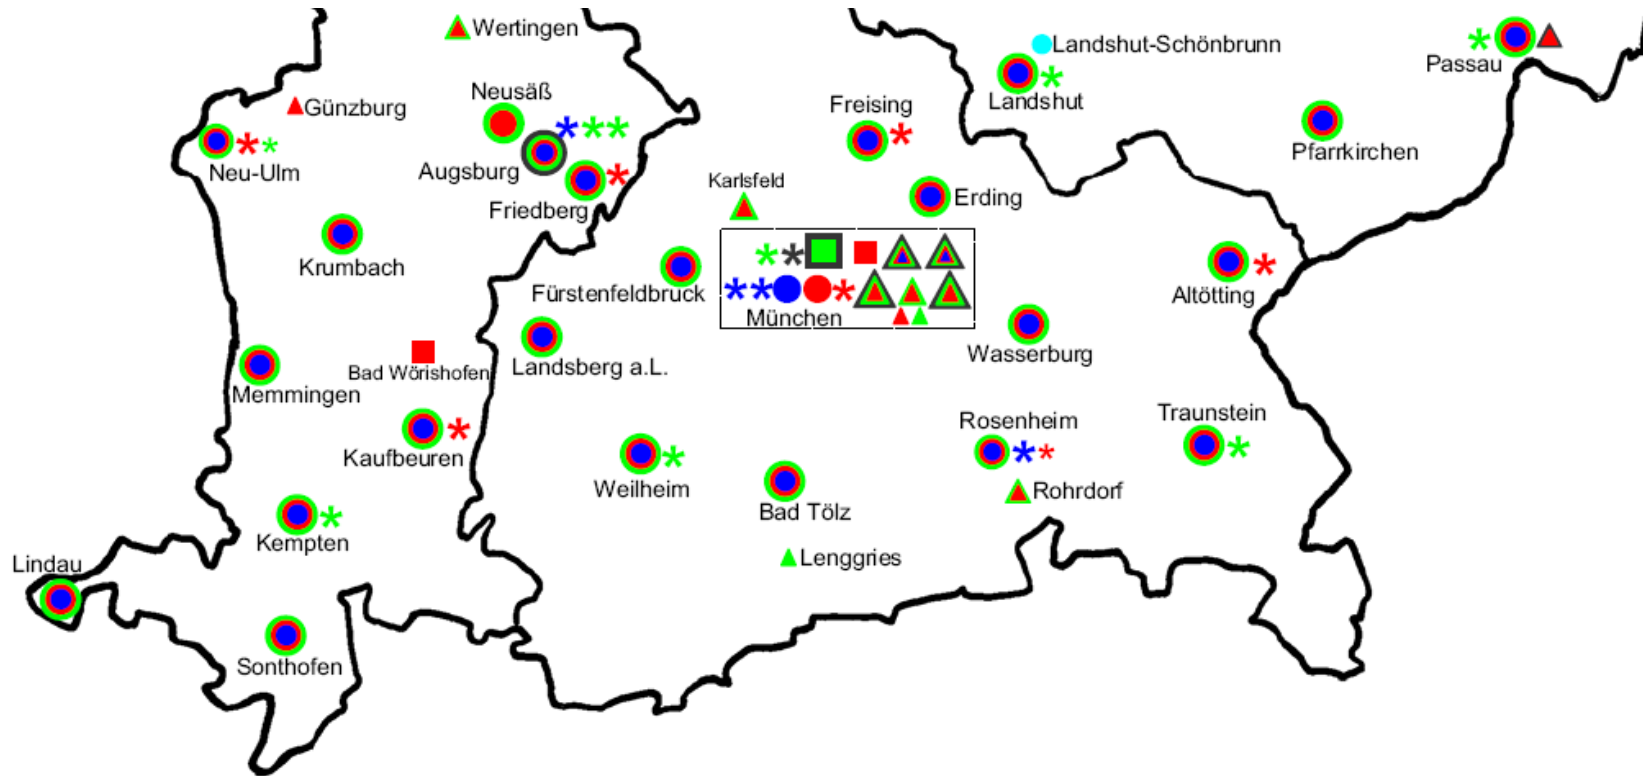 Wertingen
Landshut-Schönbrunn
Passau
Günzburg
Neusäß
Freising
Landshut
Pfarrkirchen
Neu-Ulm
Augsburg
Friedberg
Karlsfeld
Erding
Krumbach
Fürstenfeldbruck
München
Altötting
Wasserburg
Memmingen
Bad Wörishofen
Landsberg a.L.
Kaufbeuren
Rosenheim
Traunstein
Weilheim
Bad Tölz
Rohrdorf
Kempten
Lindau
Lenggries
Sonthofen